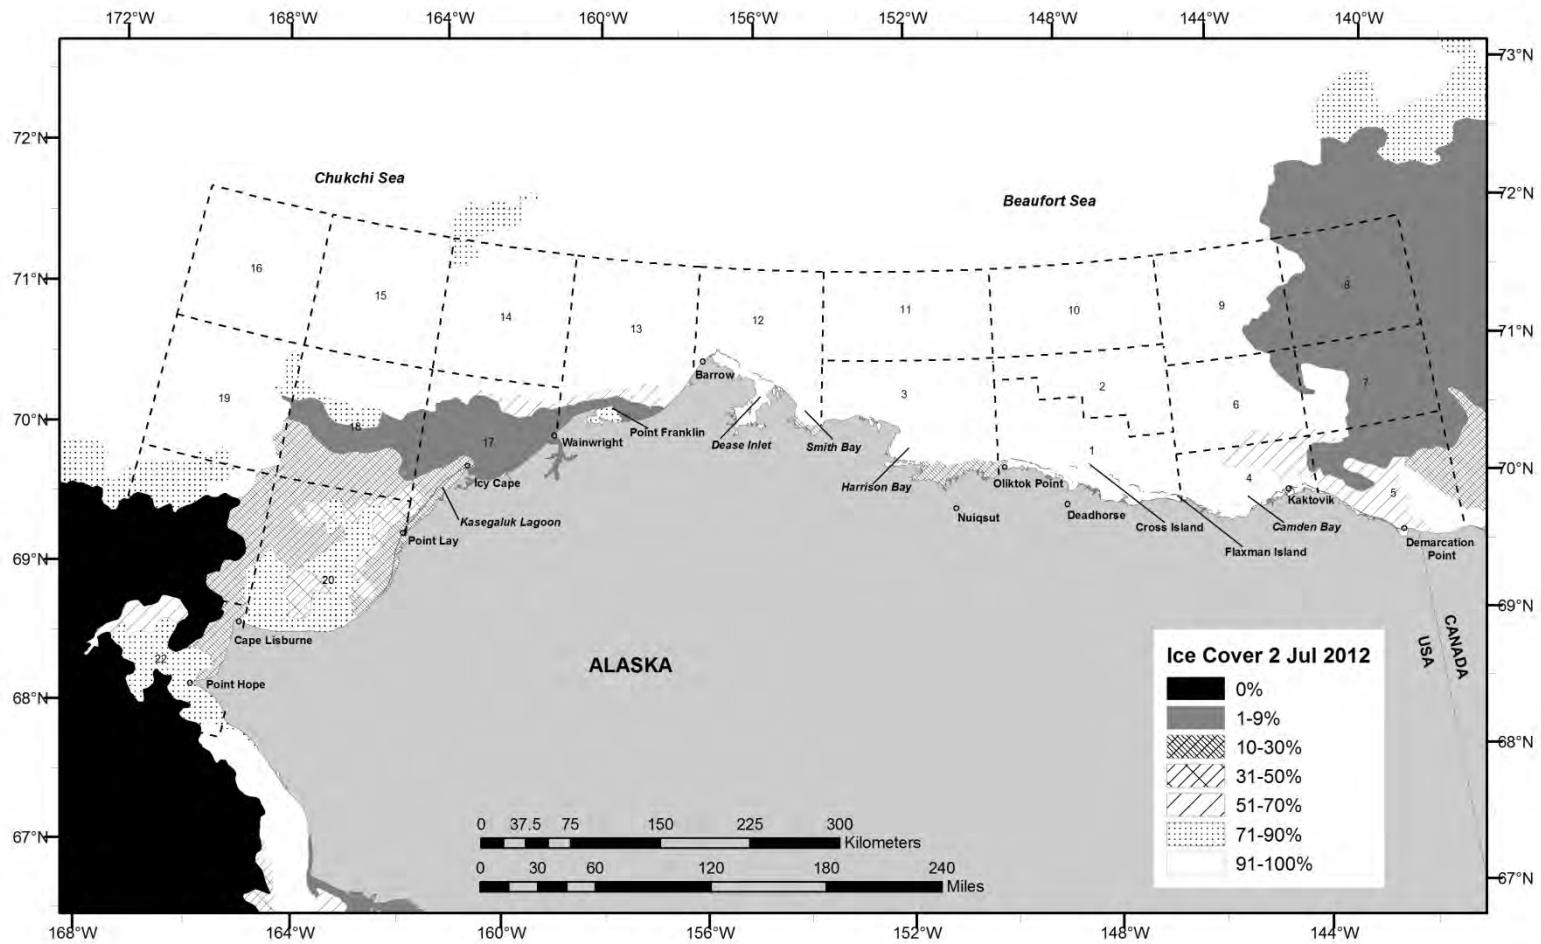 172°W 168°W 164°W 160°W 156°W 152°W 148°W 144°W 140°W
73°N
72°N
Chukchi Sea
72°N
Beaufort Sea
16
15
14
13
12
11
10
9
8
71°N
71°N
19
18
17
Barrow
3
2
6
7
70°N
Wainwright
Point Franklin
Dease Inlet
Smith Bay
1
70°N
Icy Cape
Harrison Bay
Oliktok Point
4
Kaktovik
5
Kasegaluk Lagoon
Nuiqsut
Deadhorse
Cross Island
Camden Bay
Point Lay
Flaxman Island
Demarcation
Point
69°N
20
69°N
Cape Lisburne
22
Point Hope
ALASKA
USA
CANADA
68°N
68°N
Ice Cover 2 Jul 2012
0%
1-9%
10-30%
31-50%
51-70%
71-90%
91-100%
67°N
67°N
0 37.5 75 150 225 300
Kilometers
0 30 60 120 180 240
Miles
168°W 164°W 160°W 156°W 152°W 148°W 144°W